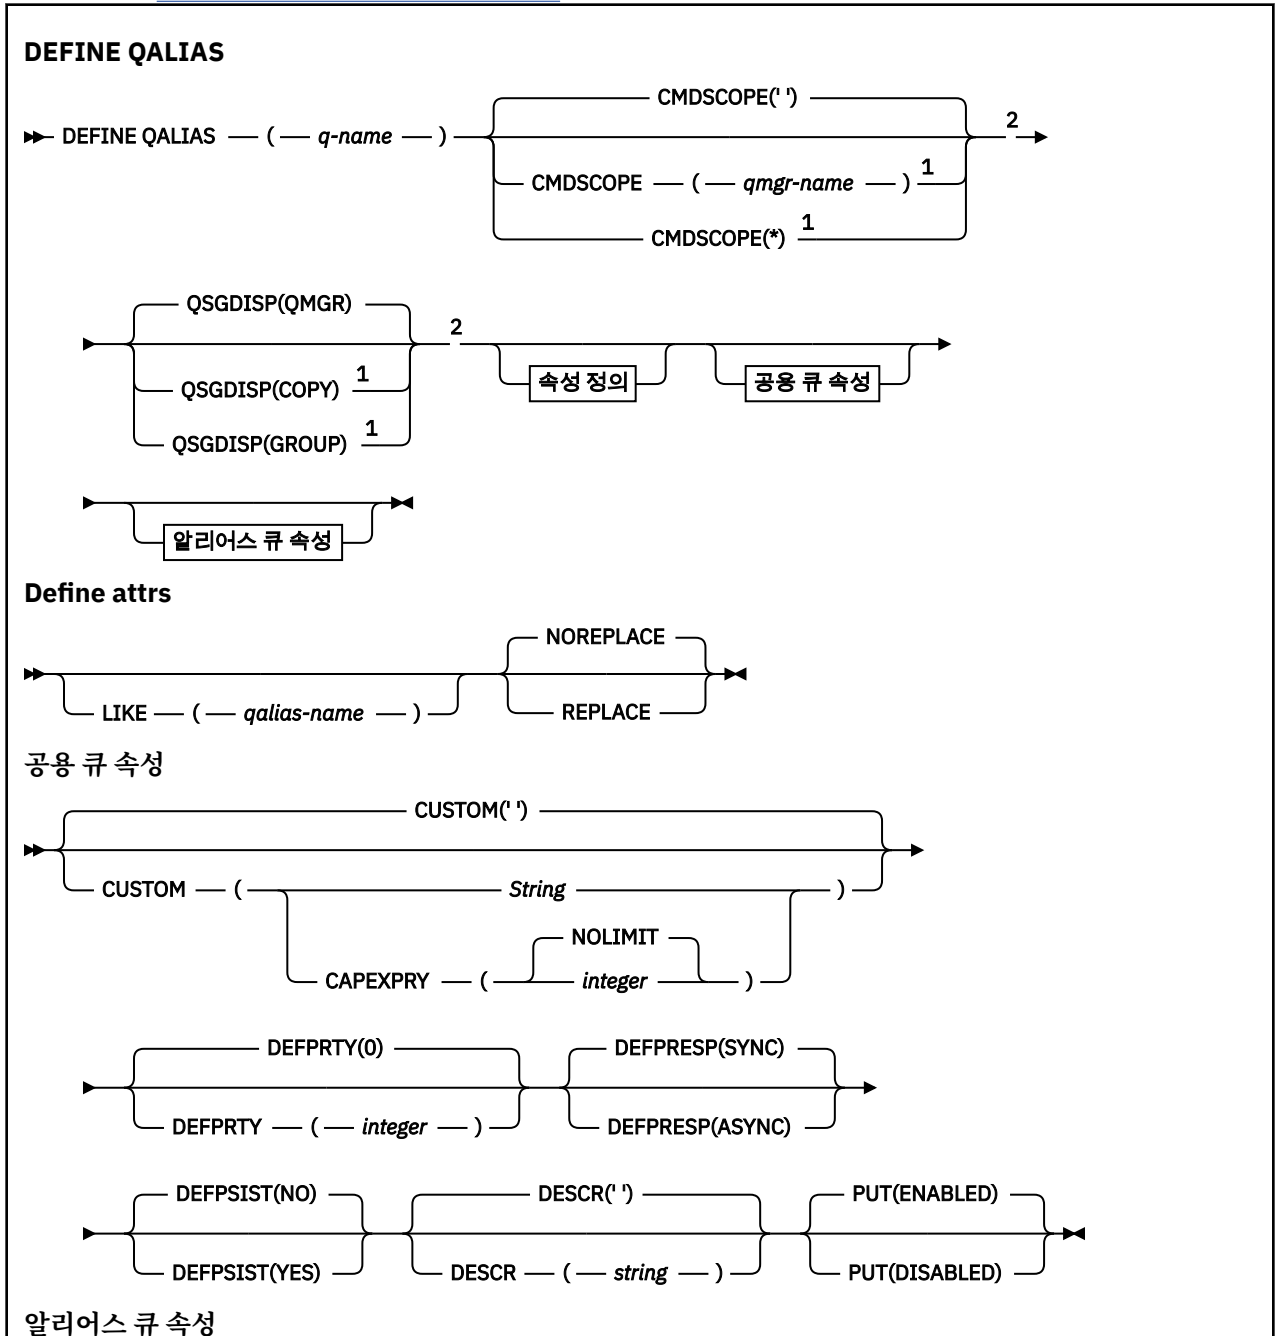 DEFINE QALIAS
CMDSCOPE(' ')
DEFINE QALIAS ( q-name ) 2
CMDSCOPE ( qmgr-name ) 1
CMDSCOPE(*) 1
QSGDISP(QMGR)
2
QSGDISP(COPY) 1
속성 정의 공용 큐 속성
QSGDISP(GROUP) 1
알리어스 큐 속성
Define attrs
NOREPLACE
LIKE ( qalias-name ) REPLACE
공용 큐 속성
CUSTOM(' ')
CUSTOM ( String )
NOLIMIT
CAPEXPRY ( integer )
DEFPRTY(0) DEFPRESP(SYNC)
DEFPRTY ( integer ) DEFPRESP(ASYNC)
DEFPSIST(NO) DESCR(' ') PUT(ENABLED)
DEFPSIST(YES) DESCR ( string ) PUT(DISABLED)
알리어스 큐 속성